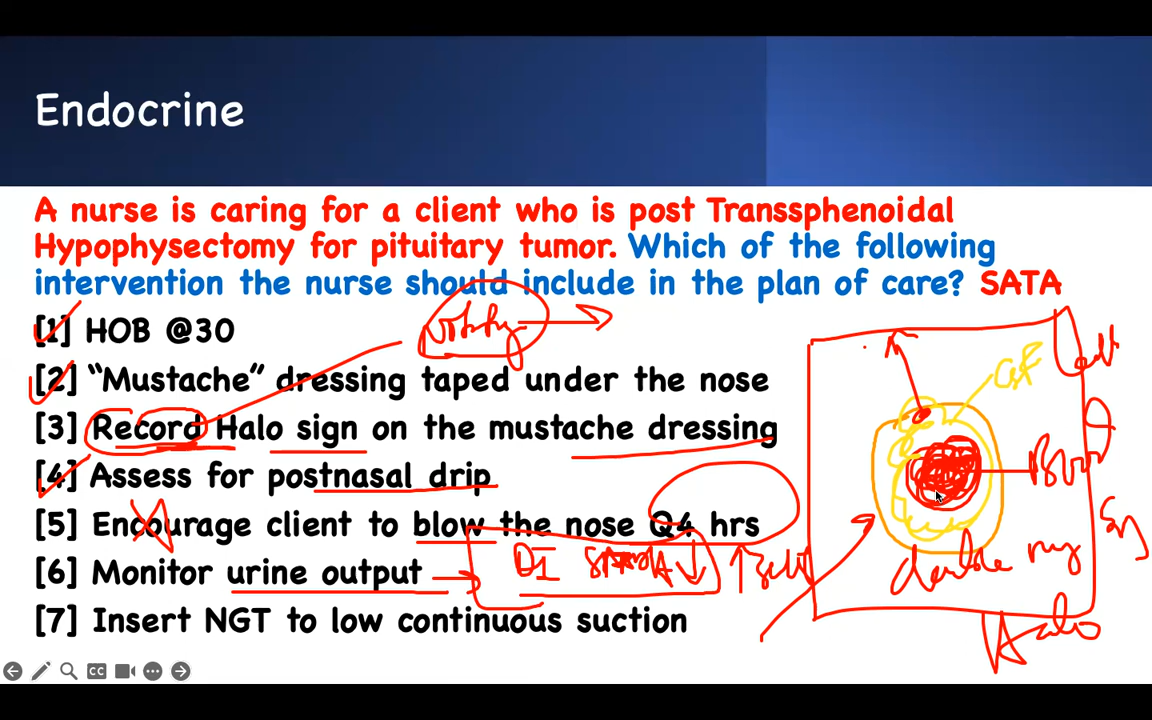 Endocrine
A nurse is caring for a client who is post Transsphenoidal
Hypophysectomy for pituitary tumor. Which of the following
intervention the nurse should include in the plan of care? SATA
[1] HOB @30
Notify
[2] “Mustache” dressing taped under the nose
CSF
[3] Record Halo sign on the mustache dressing
[4] Assess for postnasal drip
Blood
[5] Encourage client to blow the nose Q4 hrs
[6] Monitor urine output
DI
double ring
[7] Insert NGT to low continuous suction
Halo
CC